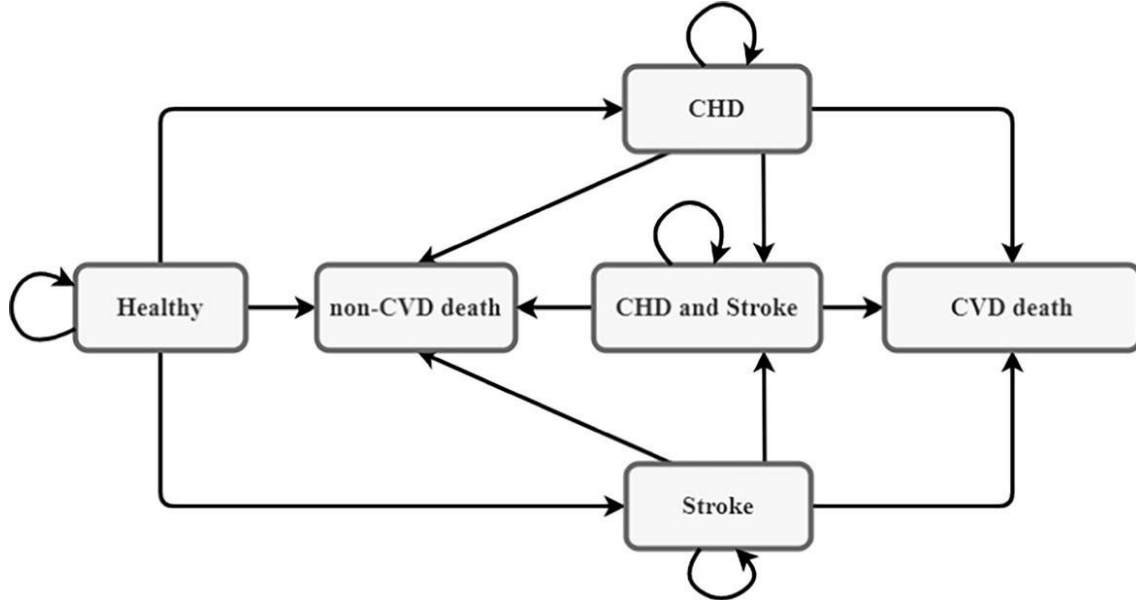 CHD
Healthy
non-CVD death
CHD and Stroke
CVD death
Stroke